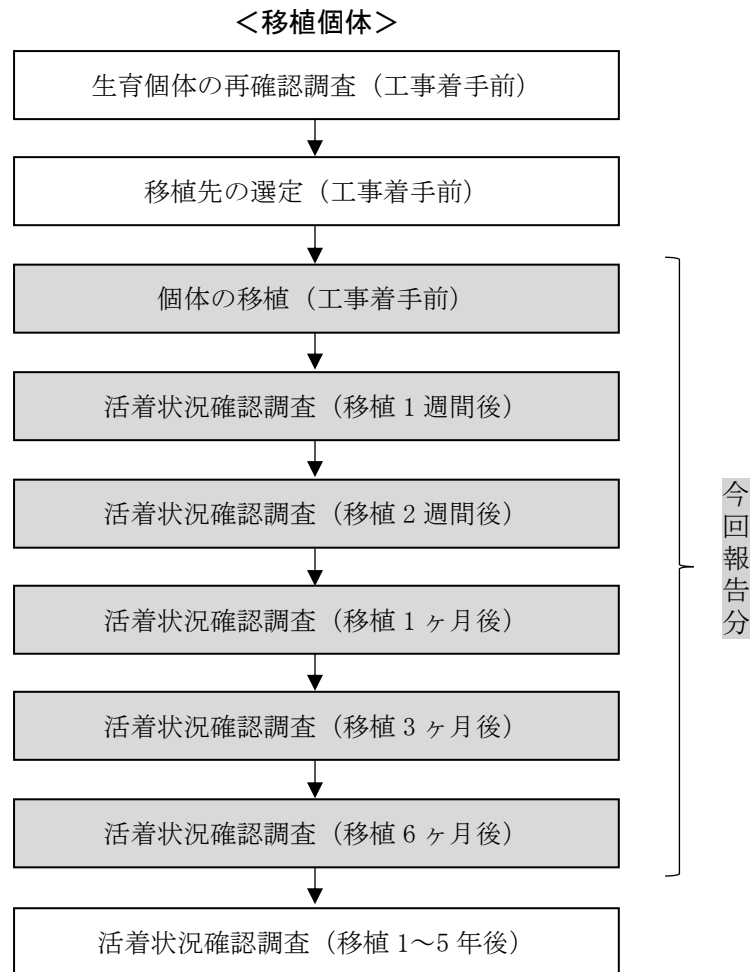 ＜移植個体＞
生育個体の再確認調査（工事着手前）
移植先の選定（工事着手前）
個体の移植（工事着手前）
活着状況確認調査（移植 1 週間後）
活着状況確認調査（移植 2 週間後）
活着状況確認調査（移植 1 ヶ月後）
活着状況確認調査（移植 3 ヶ月後）
活着状況確認調査（移植 6 ヶ月後）
活着状況確認調査（移植 1～5 年後）
今回報告分